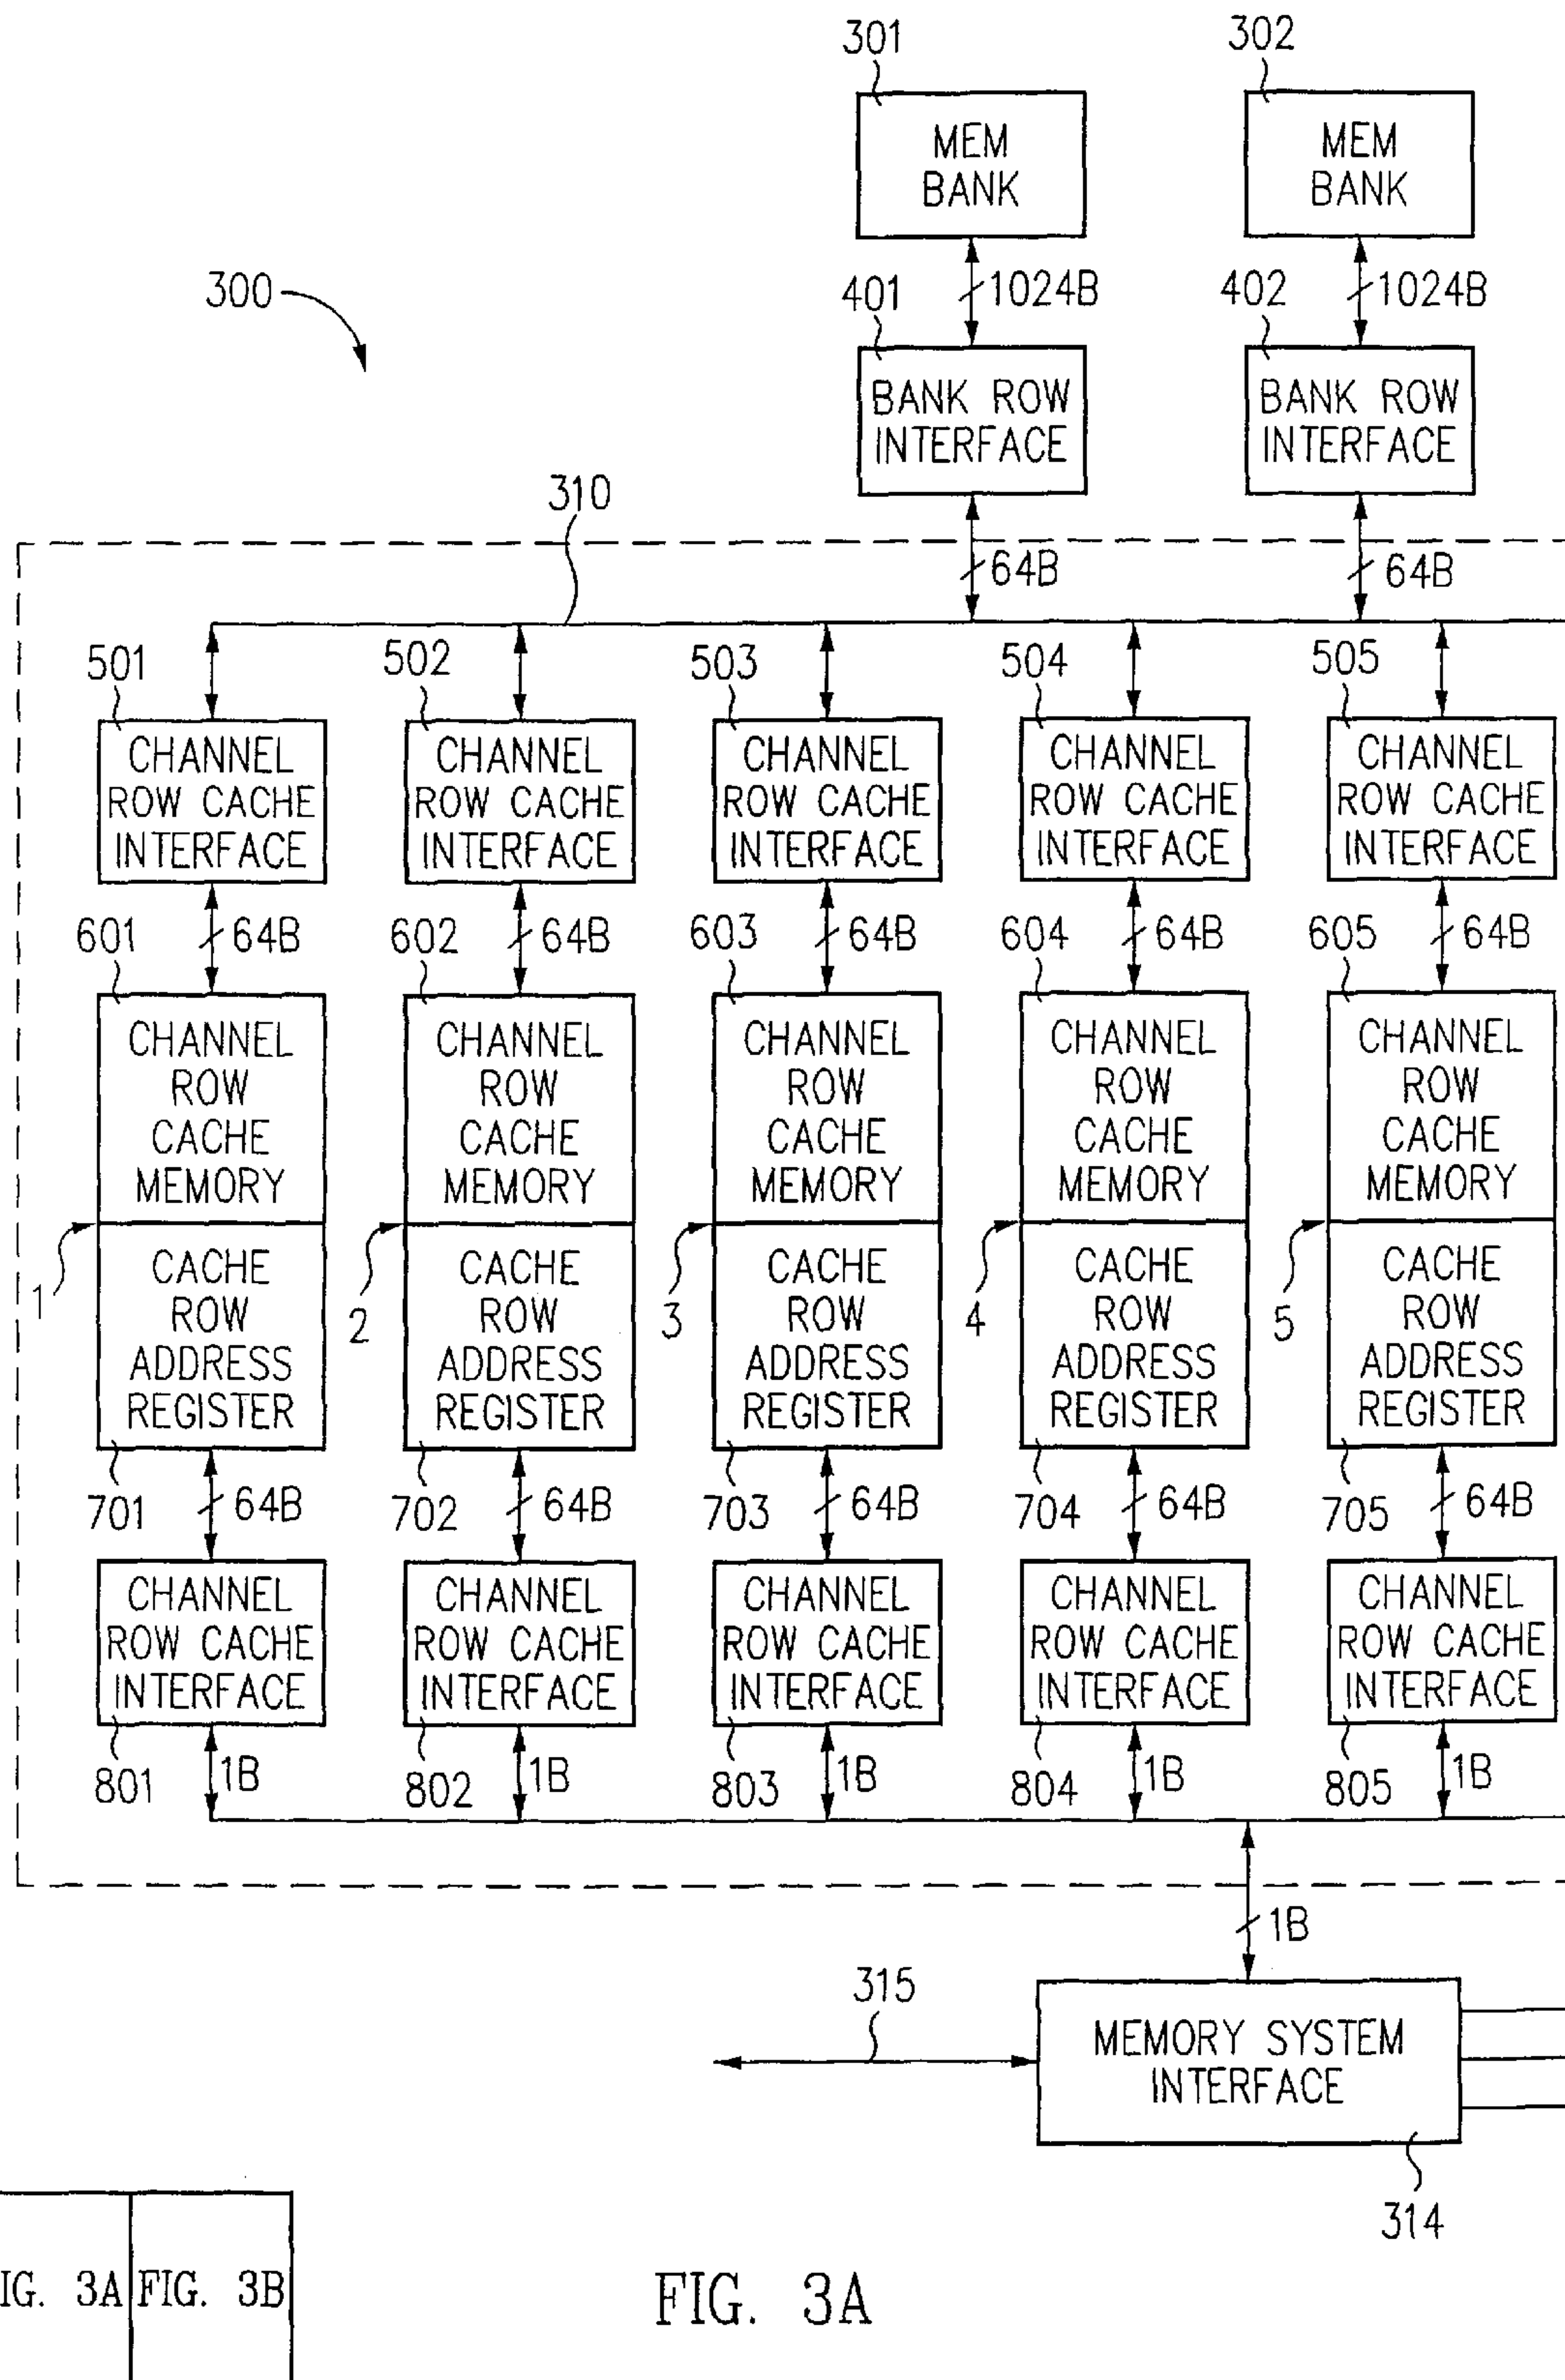 301 302
MEM
BANK
MEM
BANK
300
401 1024B 402 1024B
BANK ROW
INTERFACE
BANK ROW
INTERFACE
310
64B 64B
501 502 503 504 505
CHANNEL
ROW CACHE
INTERFACE
CHANNEL
ROW CACHE
INTERFACE
CHANNEL
ROW CACHE
INTERFACE
CHANNEL
ROW CACHE
INTERFACE
CHANNEL
ROW CACHE
INTERFACE
601 64B 602 64B 603 64B 604 64B 605 64B
CHANNEL
ROW
CACHE
MEMORY
CHANNEL
ROW
CACHE
MEMORY
CHANNEL
ROW
CACHE
MEMORY
CHANNEL
ROW
CACHE
MEMORY
CHANNEL
ROW
CACHE
MEMORY
1 2 3 4 5
CACHE
ROW
ADDRESS
REGISTER
CACHE
ROW
ADDRESS
REGISTER
CACHE
ROW
ADDRESS
REGISTER
CACHE
ROW
ADDRESS
REGISTER
CACHE
ROW
ADDRESS
REGISTER
701 64B 702 64B 703 64B 704 64B 705 64B
CHANNEL
ROW CACHE
INTERFACE
CHANNEL
ROW CACHE
INTERFACE
CHANNEL
ROW CACHE
INTERFACE
CHANNEL
ROW CACHE
INTERFACE
CHANNEL
ROW CACHE
INTERFACE
801 1B 802 1B 803 1B 804 1B 805 1B
1B
315
MEMORY SYSTEM
INTERFACE
314
IG. 3A FIG. 3B
FIG. 3A